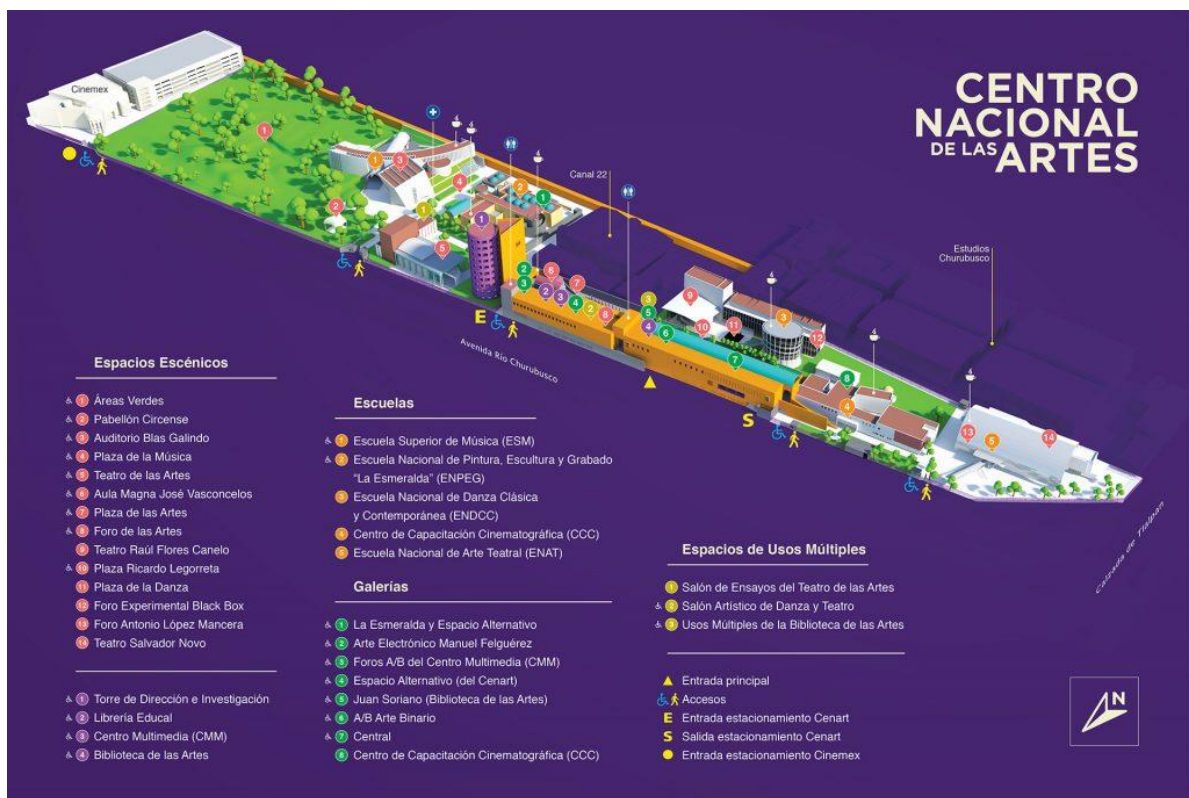 CENTRO
NACIONAL
DE LAS ARTES
Cinemex
Canal 22
Estudios
Churubusco
Avenida Río Churubusco
Calzada de Tlalpan
E
S
Espacios Escénicos
1 Áreas Verdes
2 Pabellón Circense
3 Auditorio Blas Galindo
4 Plaza de la Música
5 Teatro de las Artes
6 Aula Magna José Vasconcelos
7 Plaza de las Artes
8 Foro de las Artes
9 Teatro Raúl Flores Canelo
10 Plaza Ricardo Legorreta
11 Plaza de la Danza
12 Foro Experimental Black Box
13 Foro Antonio López Mancera
14 Teatro Salvador Novo
1 Torre de Dirección e Investigación
2 Librería Educal
3 Centro Multimedia (CMM)
4 Biblioteca de las Artes
Escuelas
1 Escuela Superior de Música (ESM)
2 Escuela Nacional de Pintura, Escultura y Grabado
"La Esmeralda" (ENPEG)
3 Escuela Nacional de Danza Clásica
y Contemporánea (ENDCC)
4 Centro de Capacitación Cinematográfica (CCC)
5 Escuela Nacional de Arte Teatral (ENAT)
Galerías
1 La Esmeralda y Espacio Alternativo
2 Arte Electrónico Manuel Felguérez
3 Foros A/B del Centro Multimedia (CMM)
4 Espacio Alternativo (del Cenart)
5 Juan Soriano (Biblioteca de las Artes)
6 A/B Arte Binario
7 Central
8 Centro de Capacitación Cinematográfica (CCC)
Espacios de Usos Múltiples
1 Salón de Ensayos del Teatro de las Artes
2 Salón Artístico de Danza y Teatro
3 Usos Múltiples de la Biblioteca de las Artes
Entrada principal
Accesos
E Entrada estacionamiento Cenart
S Salida estacionamiento Cenart
Entrada estacionamiento Cinemex
N